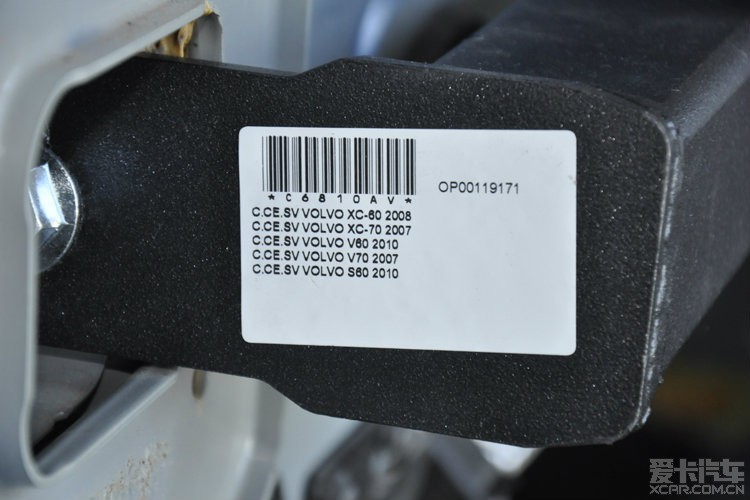 *C6810AV*
OP00119171
C.CE.SV VOLVO XC-60 2008
C.CE.SV VOLVO XC-70 2007
C.CE.SV VOLVO V60 2010
C.CE.SV VOLVO V70 2007
C.CE.SV VOLVO S60 2010
爱卡汽车
XCAR.COM.CN